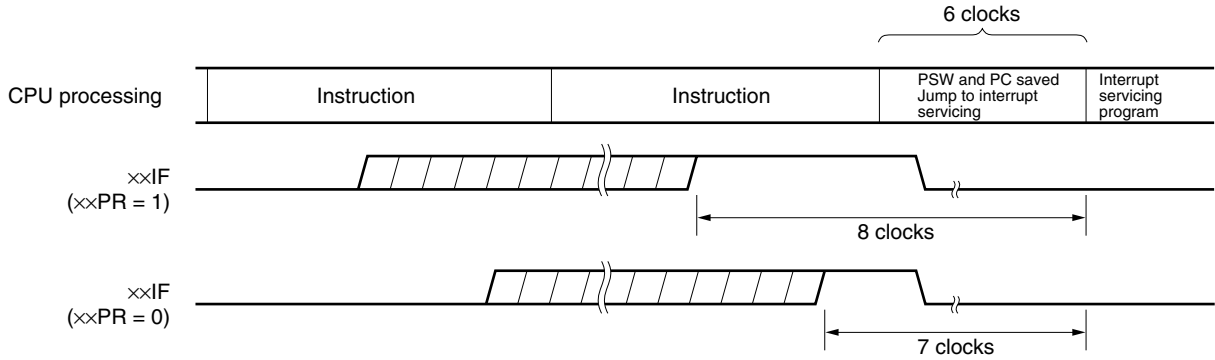 6 clocks
CPU processing
Instruction
Instruction
PSW and PC saved
Jump to interrupt
servicing
Interrupt
servicing
program
××IF
(××PR = 1)
8 clocks
××IF
(××PR = 0)
7 clocks